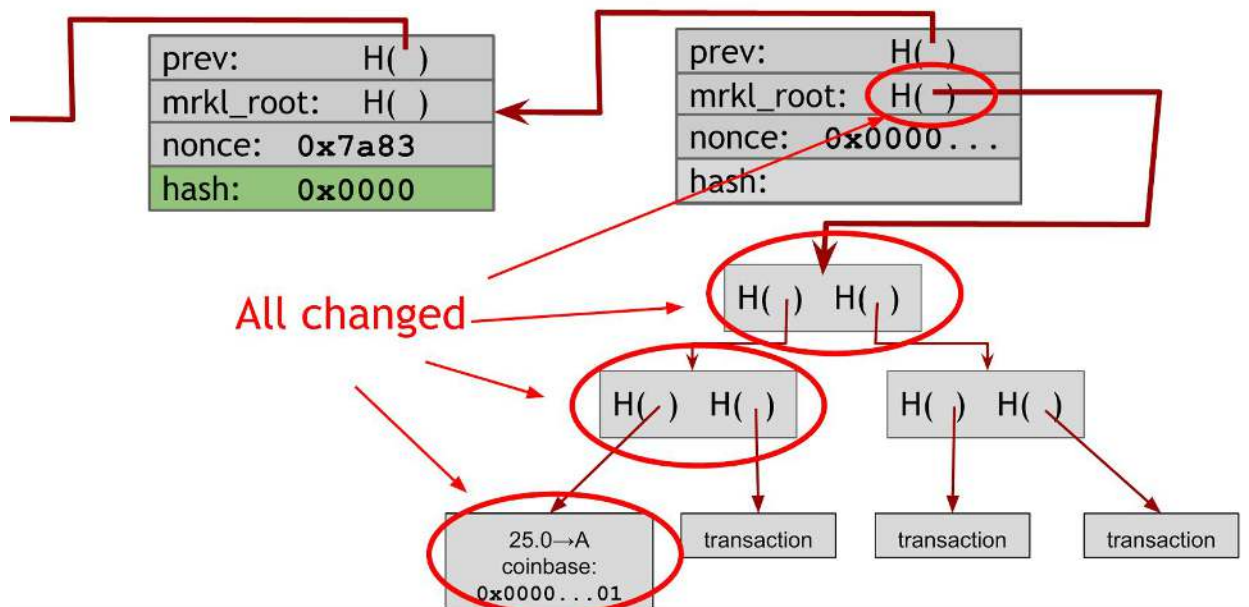 prev: H( )
mrkl_root: H( )
nonce: 0x7a83
hash: 0x0000
prev: H( )
mrkl_root: H( )
nonce: 0x0000...
hash:
All changed
H( ) H( )
H( ) H( )
H( ) H( )
25.0→A
coinbase:
0x0000...01
transaction
transaction
transaction